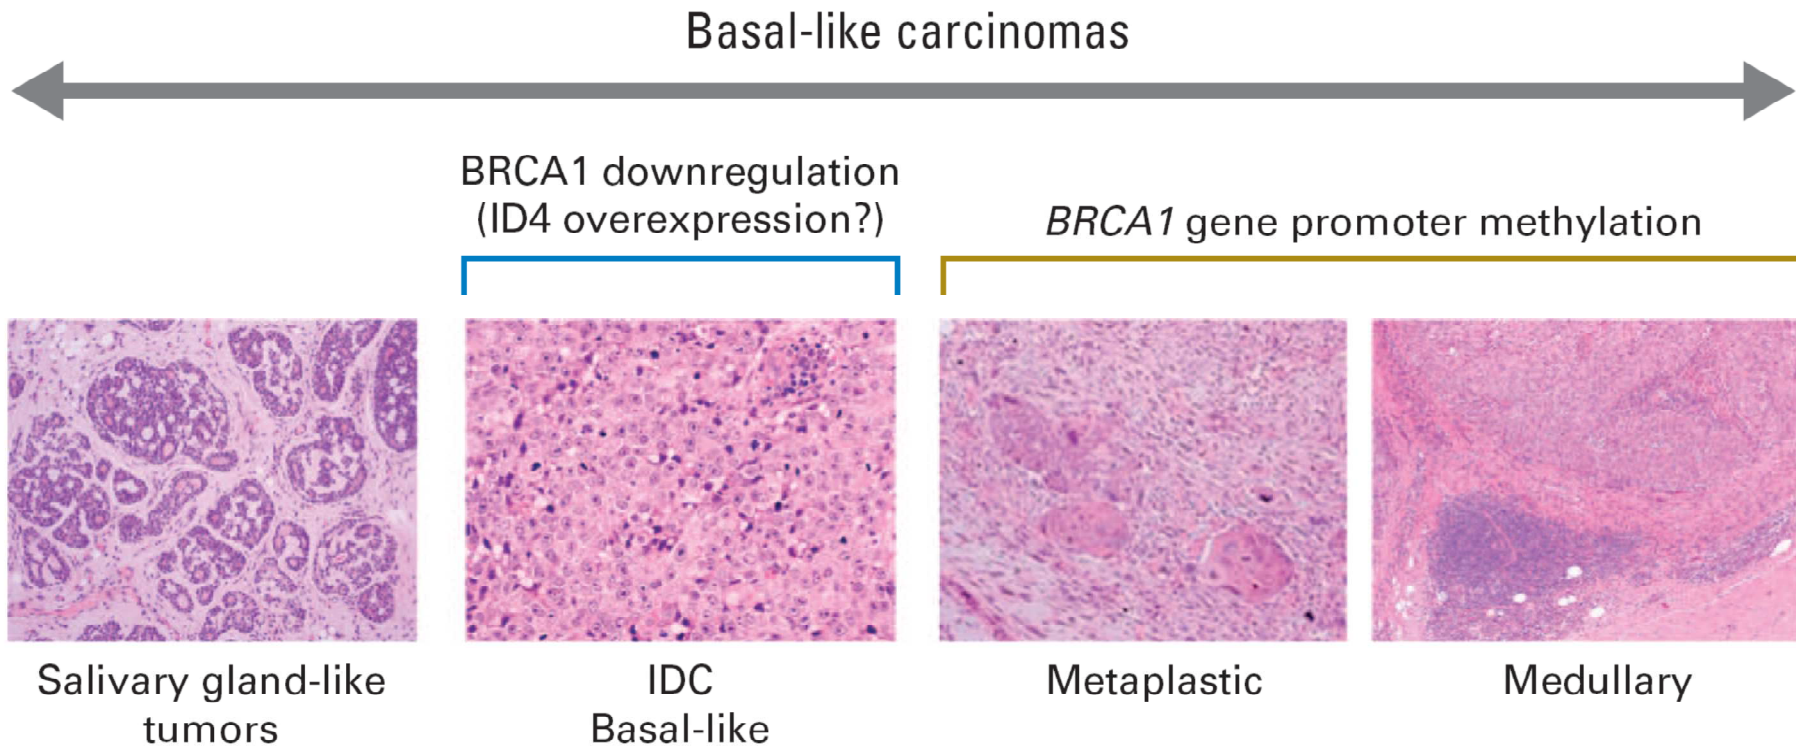 Basal-like carcinomas
BRCA1 downregulation
(ID4 overexpression?)
BRCA1 gene promoter methylation
Salivary gland-like
tumors
IDC
Basal-like
Metaplastic
Medullary